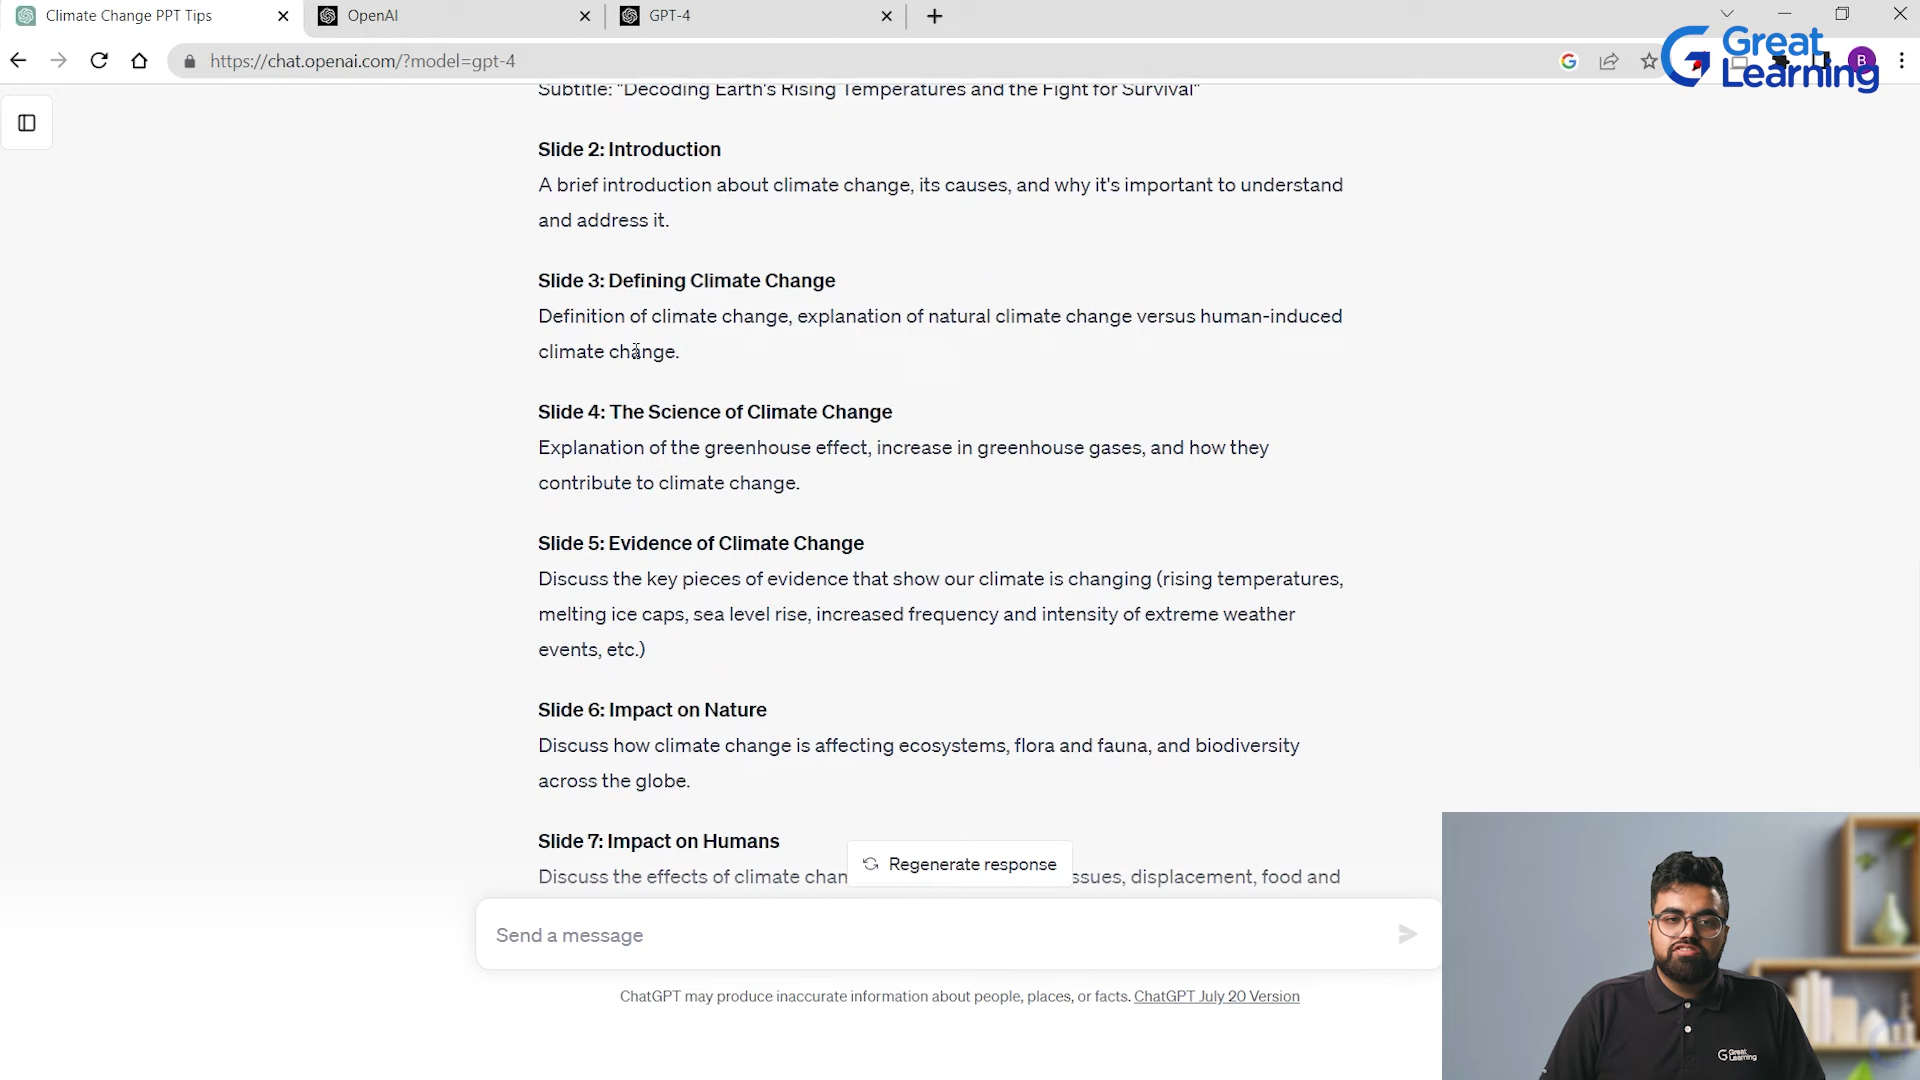 Climate Change PPT Tips
OpenAI
GPT-4
https://chat.openai.com/?model=gpt-4
B
Great
Learning
Subtitle: "Decoding Earth's Rising Temperatures and the Fight for Survival"
Slide 2: Introduction
A brief introduction about climate change, its causes, and why it's important to understand
and address it.
Slide 3: Defining Climate Change
Definition of climate change, explanation of natural climate change versus human-induced
climate change.
Slide 4: The Science of Climate Change
Explanation of the greenhouse effect, increase in greenhouse gases, and how they
contribute to climate change.
Slide 5: Evidence of Climate Change
Discuss the key pieces of evidence that show our climate is changing (rising temperatures,
melting ice caps, sea level rise, increased frequency and intensity of extreme weather
events, etc.)
Slide 6: Impact on Nature
Discuss how climate change is affecting ecosystems, flora and fauna, and biodiversity
across the globe.
Slide 7: Impact on Humans
Regenerate response
Discuss the effects of climate chan ssues, displacement, food and
Send a message
ChatGPT may produce inaccurate information about people, places, or facts. ChatGPT July 20 Version
Great
Learning